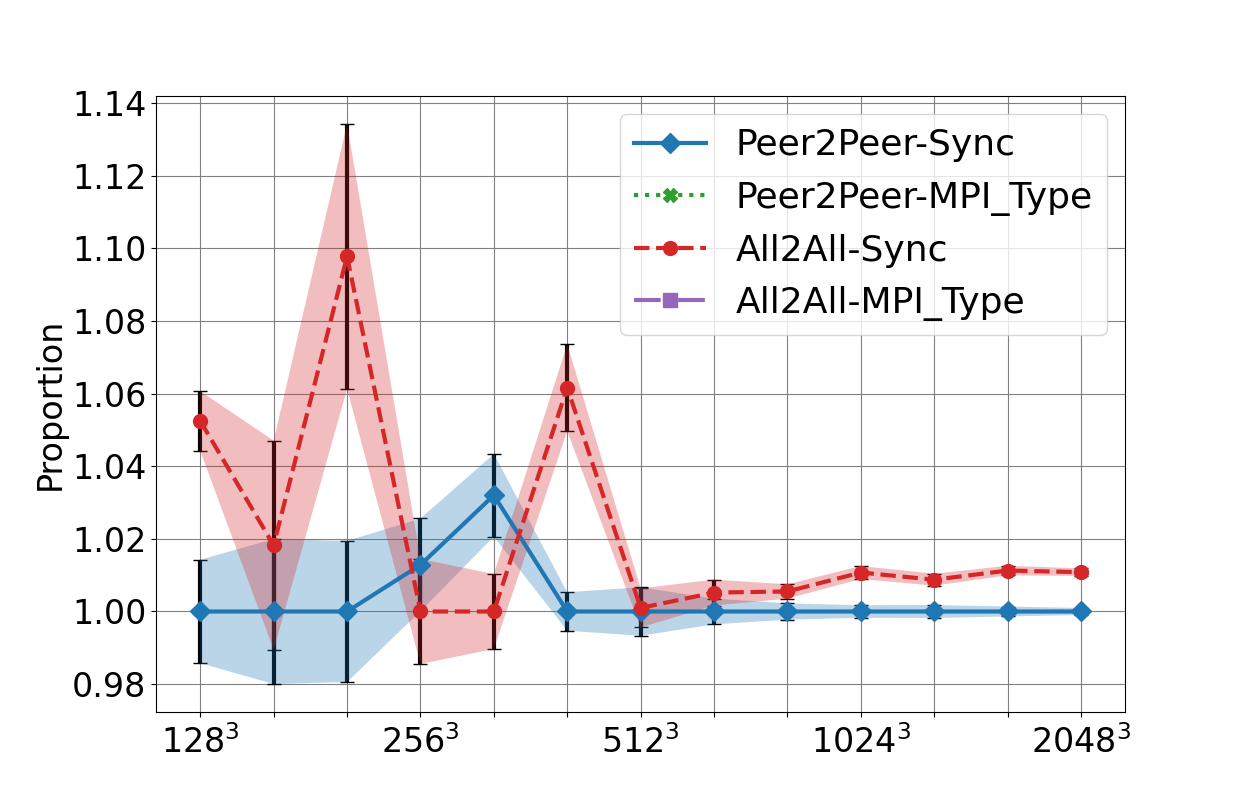 1.14
1.12
1.10
1.08
1.06
1.04
1.02
1.00
0.98
Proportion
Peer2Peer-Sync
Peer2Peer-MPI_Type
All2All-Sync
All2All-MPI_Type
128³ 256³ 512³ 1024³ 2048³